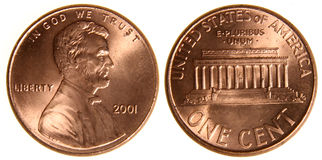 IN GOD WE TRUST
LIBERTY
2001
UNITED STATES OF AMERICA
E·PLURIBUS
·UNUM·
ONE CENT